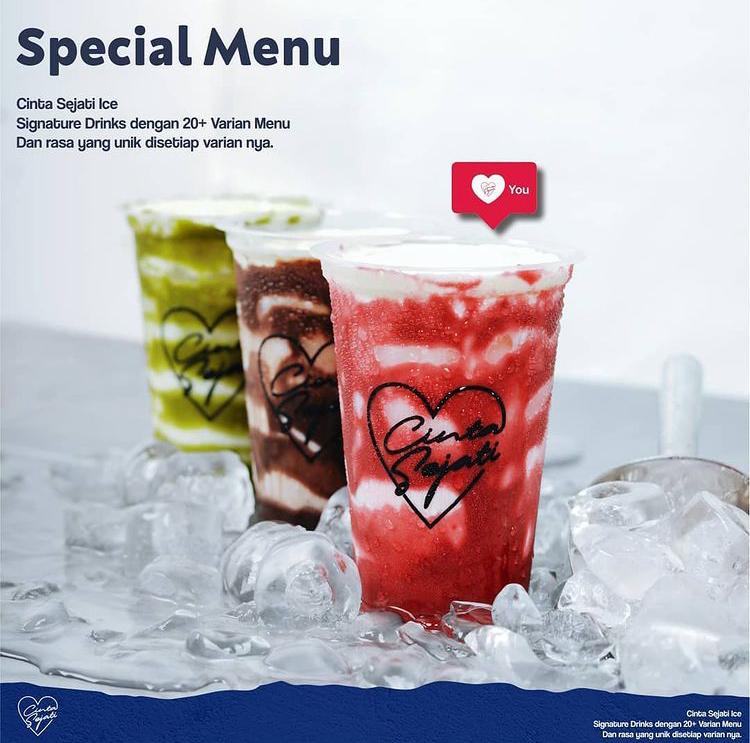 Special Menu
Cinta Sejati Ice
Signature Drinks dengan 20+ Varian Menu
Dan rasa yang unik disetiap varian nya.
You
Cinta
Sejati
Cinta
Sejati
Cinta
Sejati
Cinta
Sejati
Cinta Sejati Ice
Signature Drinks dengan 20+ Varian Menu
Dan rasa yang unik disetiap varian nya.